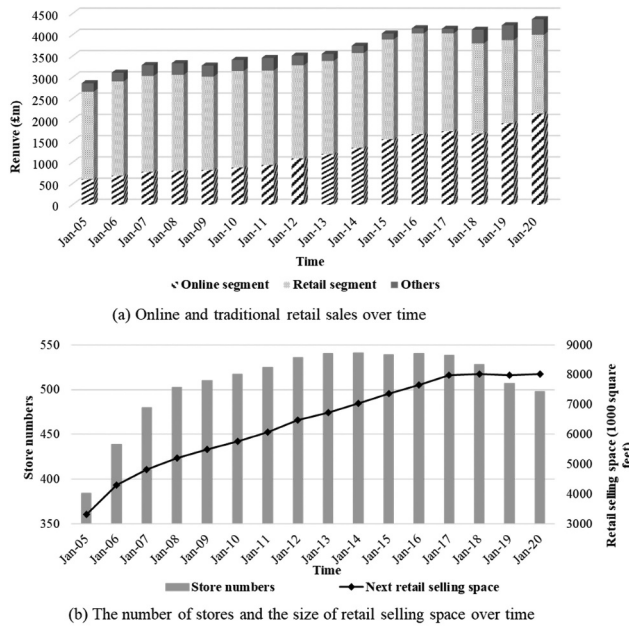 4500
4000
3500
3000
2500
2000
1500
1000
500
0
Renuve (£m)
Jan-05
Jan-06
Jan-07
Jan-08
Jan-09
Jan-10
Jan-11
Jan-12
Jan-13
Jan-14
Jan-15
Jan-16
Jan-17
Jan-18
Jan-19
Jan-20
Time
Online segment Retail segment Others
(a) Online and traditional retail sales over time
550
500
450
400
350
Store numbers
9000
8000
7000
6000
5000
4000
3000
Retail selling space (1000 square
feet)
Jan-05
Jan-06
Jan-07
Jan-08
Jan-09
Jan-10
Jan-11
Jan-12
Jan-13
Jan-14
Jan-15
Jan-16
Jan-17
Jan-18
Jan-19
Jan-20
Time
Store numbers Next retail selling space
(b) The number of stores and the size of retail selling space over time